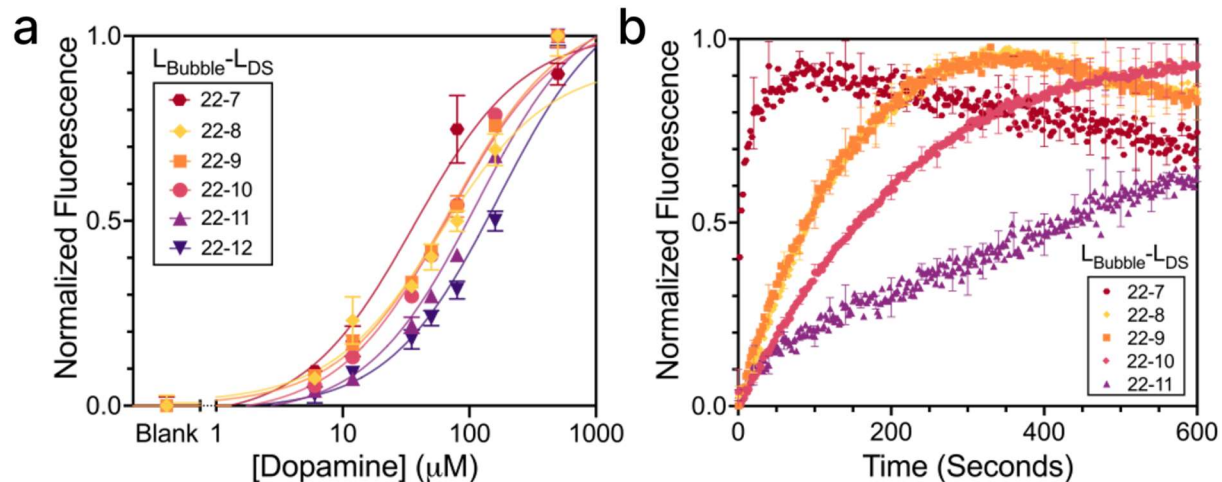 a
Normalized Fluorescence
1.0
0.5
0.0
L_Bubble-L_DS
22-7
22-8
22-9
22-10
22-11
22-12
Blank 1 10 100 1000
[Dopamine] (μM)
b
Normalized Fluorescence
1.0
0.5
0.0
L_Bubble-L_DS
22-7
22-8
22-9
22-10
22-11
0 200 400 600
Time (Seconds)